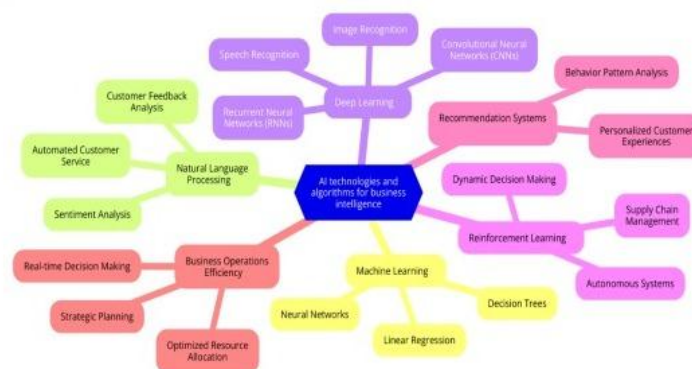 Image Recognition
Speech Recognition
Convolutional Neural
Networks (CNNs)
Recurrent Neural
Networks (RNNs)
Deep Learning
Behavior Pattern Analysis
Recommendation Systems
Personalized Customer
Experiences
Customer Feedback
Analysis
Automated Customer
Service
Natural Language
Processing
Sentiment Analysis
AI technologies and
algorithms for business
intelligence
Dynamic Decision Making
Supply Chain
Management
Reinforcement Learning
Autonomous Systems
Business Operations
Efficiency
Real-time Decision Making
Strategic Planning
Optimized Resource
Allocation
Machine Learning
Neural Networks
Decision Trees
Linear Regression